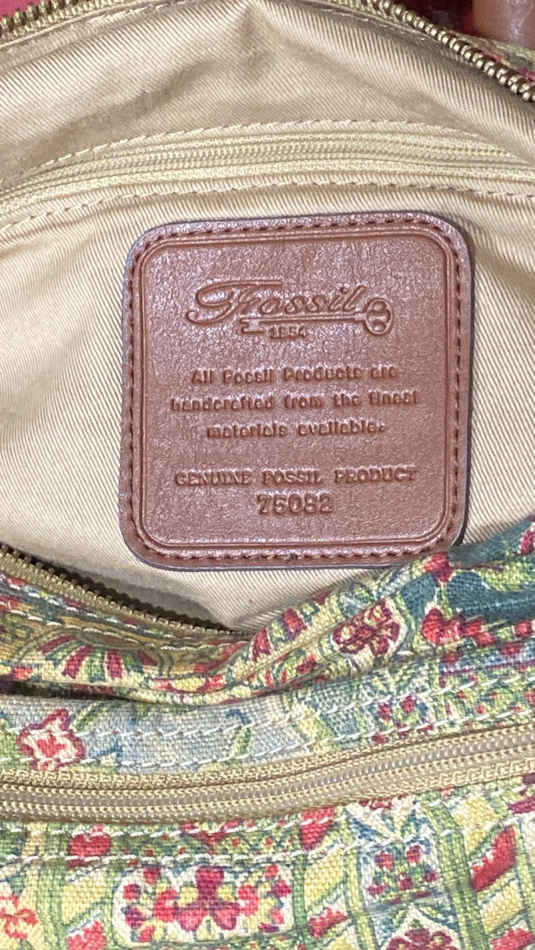 Fossil
1954
All Fossil Products are
handcrafted from the finest
materials available.
GENUINE FOSSIL PRODUCT
75082